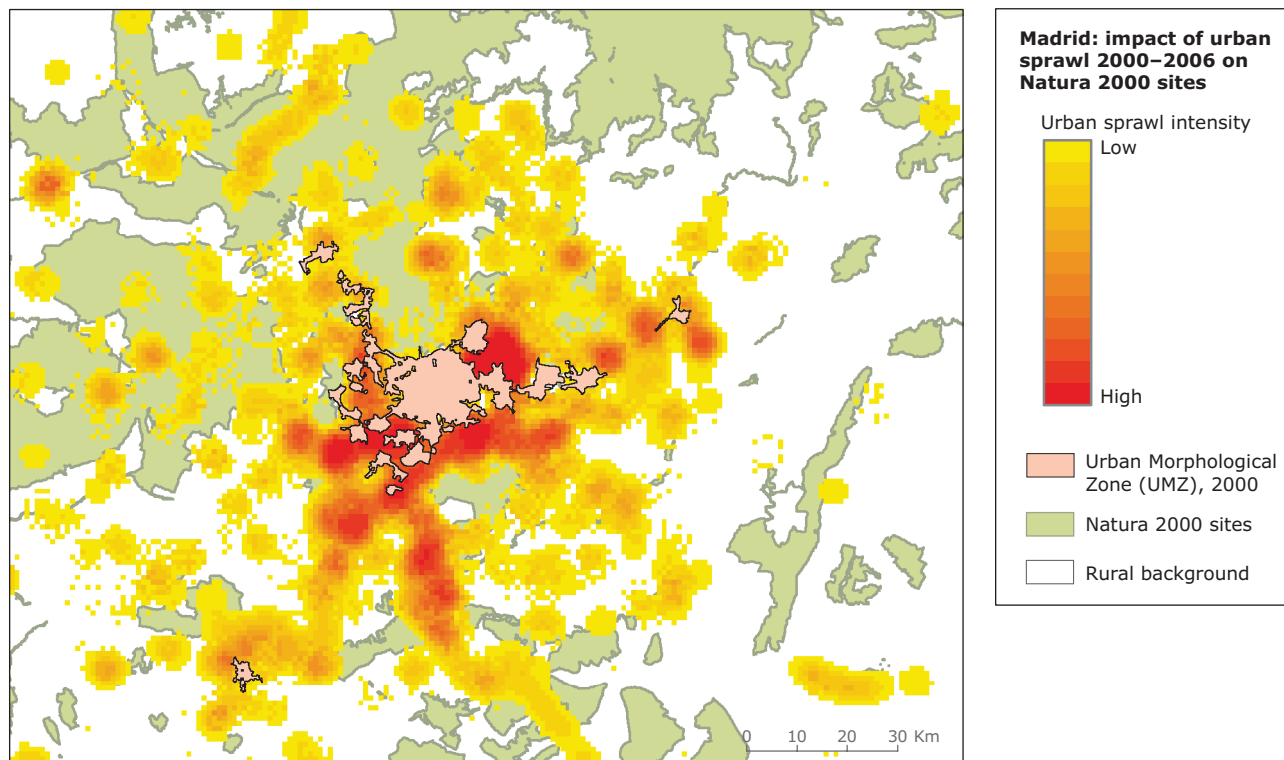 Madrid: impact of urban
sprawl 2000–2006 on
Natura 2000 sites
Urban sprawl intensity
Low
High
Urban Morphological
Zone (UMZ), 2000
Natura 2000 sites
Rural background
0 10 20 30 Km